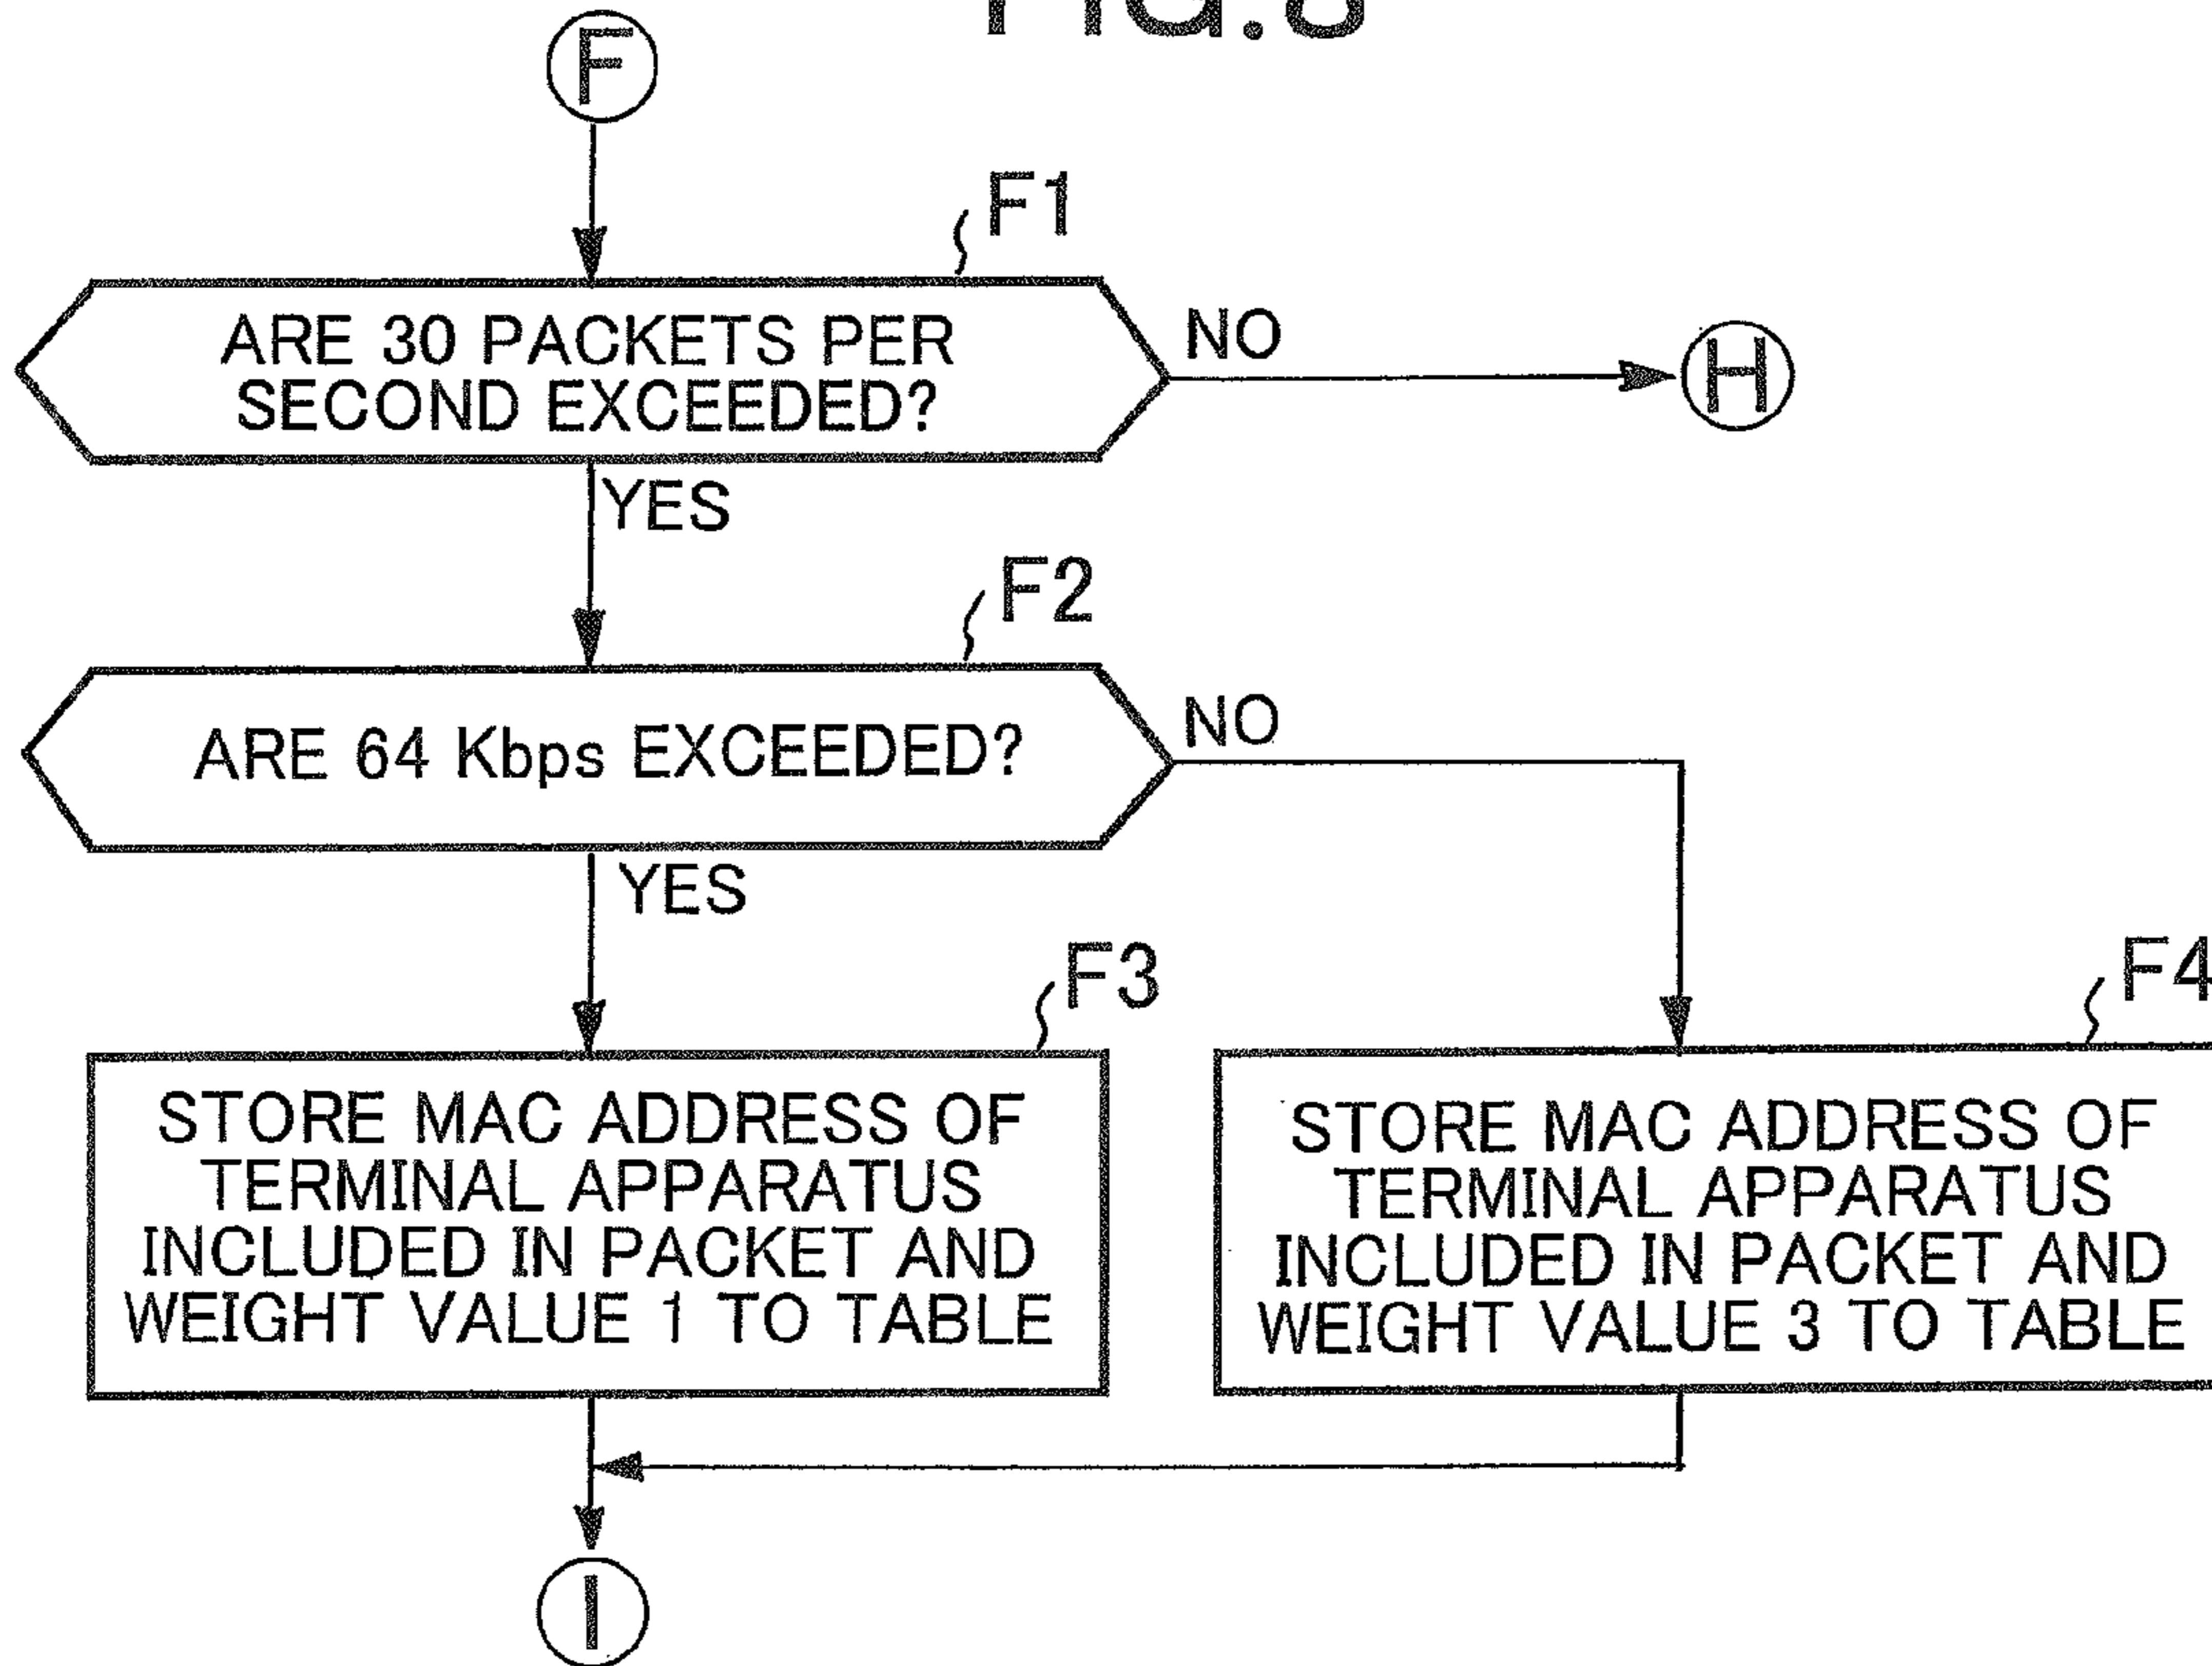 FIG.8
F
F1
ARE 30 PACKETS PER
SECOND EXCEEDED?
NO
H
YES
F2
ARE 64 Kbps EXCEEDED?
NO
YES
F3
STORE MAC ADDRESS OF
TERMINAL APPARATUS
INCLUDED IN PACKET AND
WEIGHT VALUE 1 TO TABLE
F4
STORE MAC ADDRESS OF
TERMINAL APPARATUS
INCLUDED IN PACKET AND
WEIGHT VALUE 3 TO TABLE
I